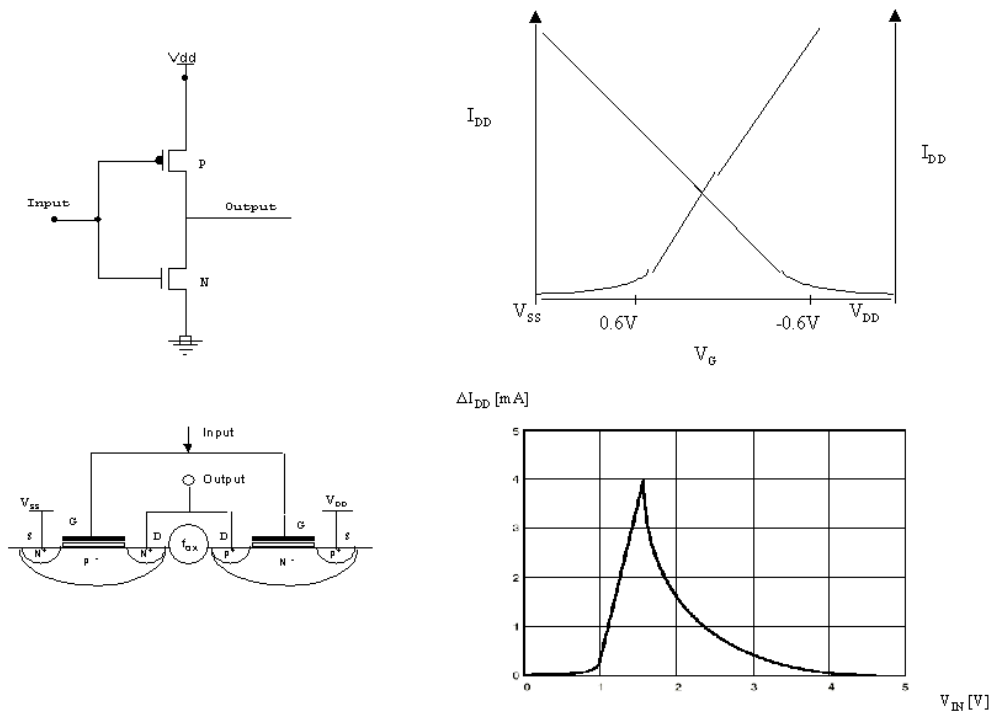 Vdd
P
Input
Output
N
I_DD
I_DD
V_SS
0.6V
-0.6V
V_DD
V_G
Input
Output
V_SS
V_DD
S
G
D
D
G
S
N⁺
P⁻
N⁺
fox
P⁺
N⁻
P⁺
ΔI_DD [mA]
5
4
3
2
1
0
0
1
2
3
4
5
V_IN [V]